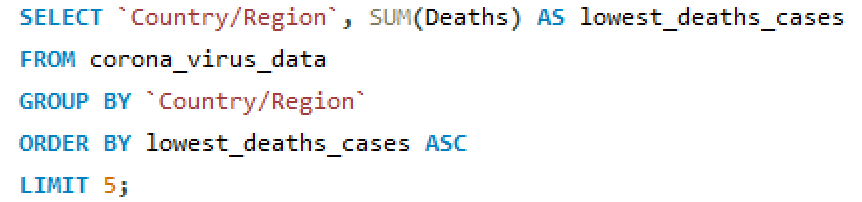 SELECT `Country/Region`, SUM(Deaths) AS lowest_deaths_cases
FROM corona_virus_data
GROUP BY `Country/Region`
ORDER BY lowest_deaths_cases ASC
LIMIT 5;